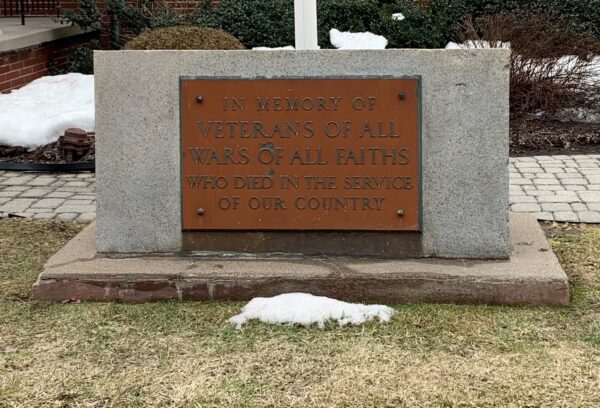 IN MEMORY OF
VETERANS OF ALL
WARS OF ALL FAITHS
WHO DIED IN THE SERVICE
OF OUR COUNTRY